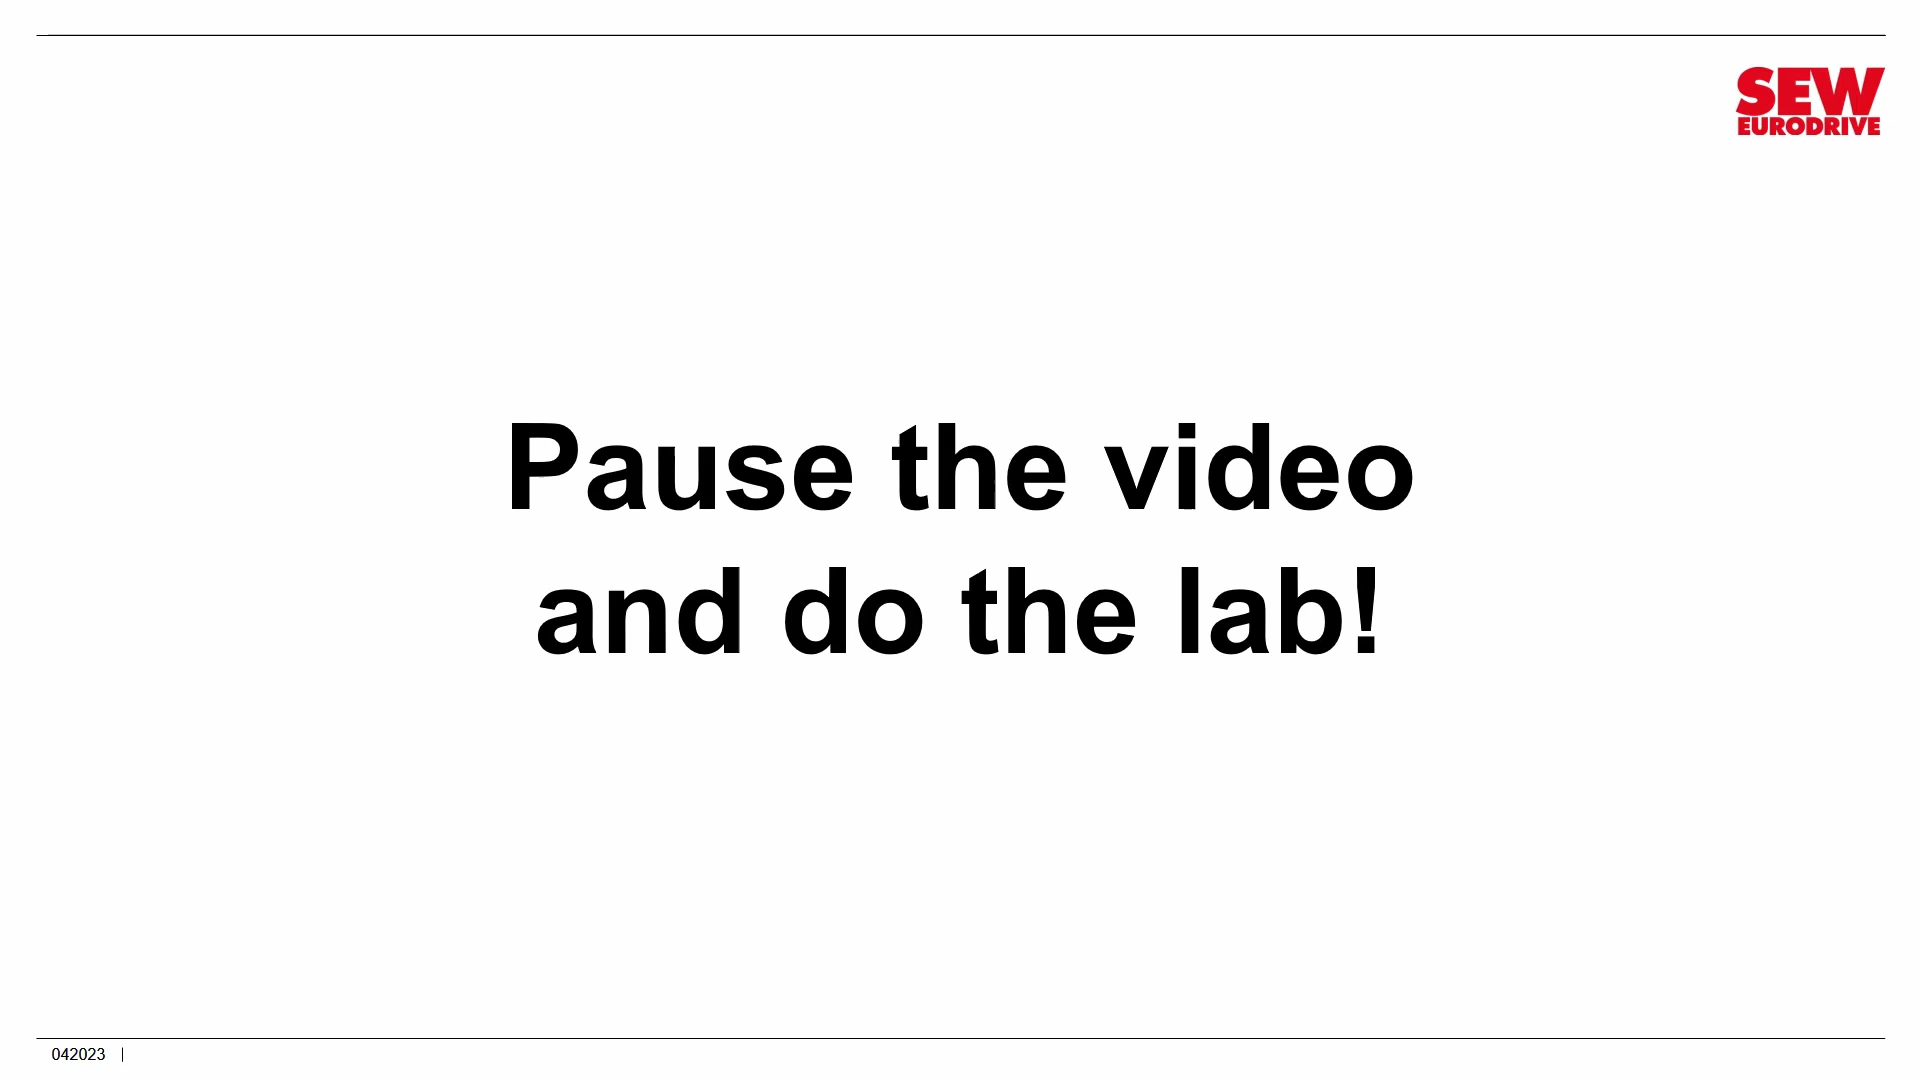 SEW
EURODRIVE
Pause the video
and do the lab!
042023 |